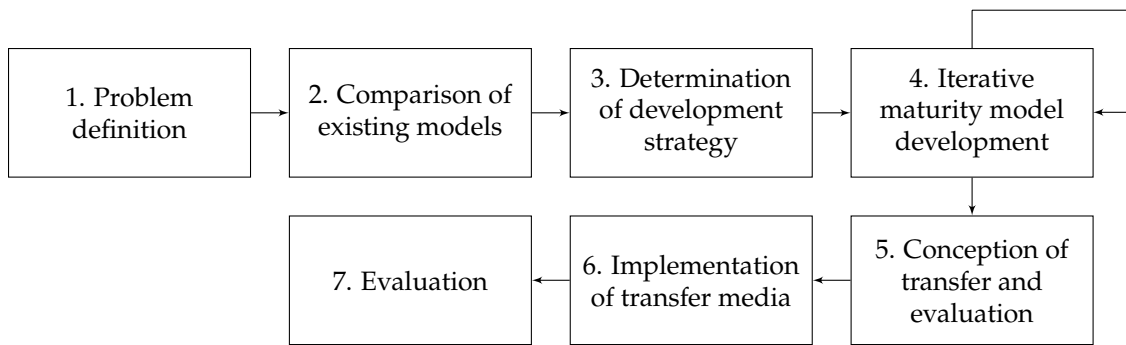 1. Problem
definition
2. Comparison of
existing models
3. Determination
of development
strategy
4. Iterative
maturity model
development
5. Conception of
transfer and
evaluation
6. Implementation
of transfer media
7. Evaluation